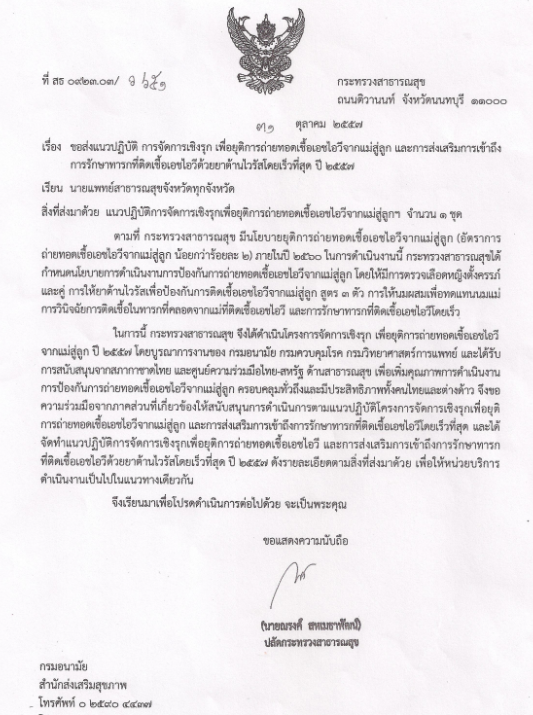 ที่ สธ ๐๙๒๓.๐๓/
กระทรวงสาธารณสุข
ถนนติวานนท์ จังหวัดนนทบุรี ๑๑๐๐๐
๓๑ ตุลาคม ๒๕๕๗
เรื่อง ขอส่งแนวปฏิบัติ การจัดการเชิงรุก เพื่อยุติการถ่ายทอดเชื้อเอชไอวีจากแม่สู่ลูก และการส่งเสริมการเข้าถึง
การรักษาทารกที่ติดเชื้อเอชไอวีด้วยยาต้านไวรัสโดยเร็วที่สุด ปี ๒๕๕๗
เรียน นายแพทย์สาธารณสุขจังหวัดทุกจังหวัด
สิ่งที่ส่งมาด้วย แนวปฏิบัติการจัดการเชิงรุกเพื่อยุติการถ่ายทอดเชื้อเอชไอวีจากแม่สู่ลูกฯ จำนวน ๑ ชุด
ตามที่ กระทรวงสาธารณสุข มีนโยบายยุติการถ่ายทอดเชื้อเอชไอวีจากแม่สู่ลูก (อัตราการ
ถ่ายทอดเชื้อเอชไอวีจากแม่สู่ลูก น้อยกว่าร้อยละ ๒) ภายในปี ๒๕๖๐ ในการดำเนินงานนี้ กระทรวงสาธารณสุขได้
กำหนดนโยบายการดำเนินงานการป้องกันการถ่ายทอดเชื้อเอชไอวีจากแม่สู่ลูก โดยให้มีการตรวจเลือดหญิงตั้งครรภ์
และคู่ การให้ยาต้านไวรัสเพื่อป้องกันการติดเชื้อเอชไอวีจากแม่สู่ลูก สูตร ๓ ตัว การให้นมผสมเพื่อทดแทนนมแม่
การวินิจฉัยการติดเชื้อในทารกที่คลอดจากแม่ที่ติดเชื้อเอชไอวี และการรักษาทารกที่ติดเชื้อเอชไอวีโดยเร็ว
ในการนี้ กระทรวงสาธารณสุข จึงได้ดำเนินโครงการจัดการเชิงรุก เพื่อยุติการถ่ายทอดเชื้อเอชไอวี
จากแม่สู่ลูก ปี ๒๕๕๗ โดยบูรณาการงานของ กรมอนามัย กรมควบคุมโรค กรมวิทยาศาสตร์การแพทย์ และได้รับ
การสนับสนุนจากสภากาชาดไทย และศูนย์ความร่วมมือไทย-สหรัฐ ด้านสาธารณสุข เพื่อเพิ่มคุณภาพการดำเนินงาน
การป้องกันการถ่ายทอดเชื้อเอชไอวีจากแม่สู่ลูก ครอบคลุมทั่วถึงและมีประสิทธิภาพทั้งคนไทยและต่างด้าว จึงขอ
ความร่วมมือจากภาคส่วนที่เกี่ยวข้องให้สนับสนุนการดำเนินการตามแนวปฏิบัติโครงการจัดการเชิงรุกเพื่อยุติ
การถ่ายทอดเชื้อเอชไอวีจากแม่สู่ลูก และการส่งเสริมการเข้าถึงการรักษาทารกที่ติดเชื้อเอชไอวีโดยเร็วที่สุด และได้
จัดทำแนวปฏิบัติการจัดการเชิงรุกเพื่อยุติการถ่ายทอดเชื้อเอชไอวี และการส่งเสริมการเข้าถึงการรักษาทารก
ที่ติดเชื้อเอชไอวีด้วยยาต้านไวรัสโดยเร็วที่สุด ปี ๒๕๕๗ ดังรายละเอียดตามสิ่งที่ส่งมาด้วย เพื่อให้หน่วยบริการ
ดำเนินงานเป็นไปในแนวทางเดียวกัน
จึงเรียนมาเพื่อโปรดดำเนินการต่อไปด้วย จะเป็นพระคุณ
ขอแสดงความนับถือ
(นายณรงค์ สหเมธาพัฒน์)
ปลัดกระทรวงสาธารณสุข
กรมอนามัย
สำนักส่งเสริมสุขภาพ
โทรศัพท์ ๐ ๒๕๙๐ ๔๔๓๗